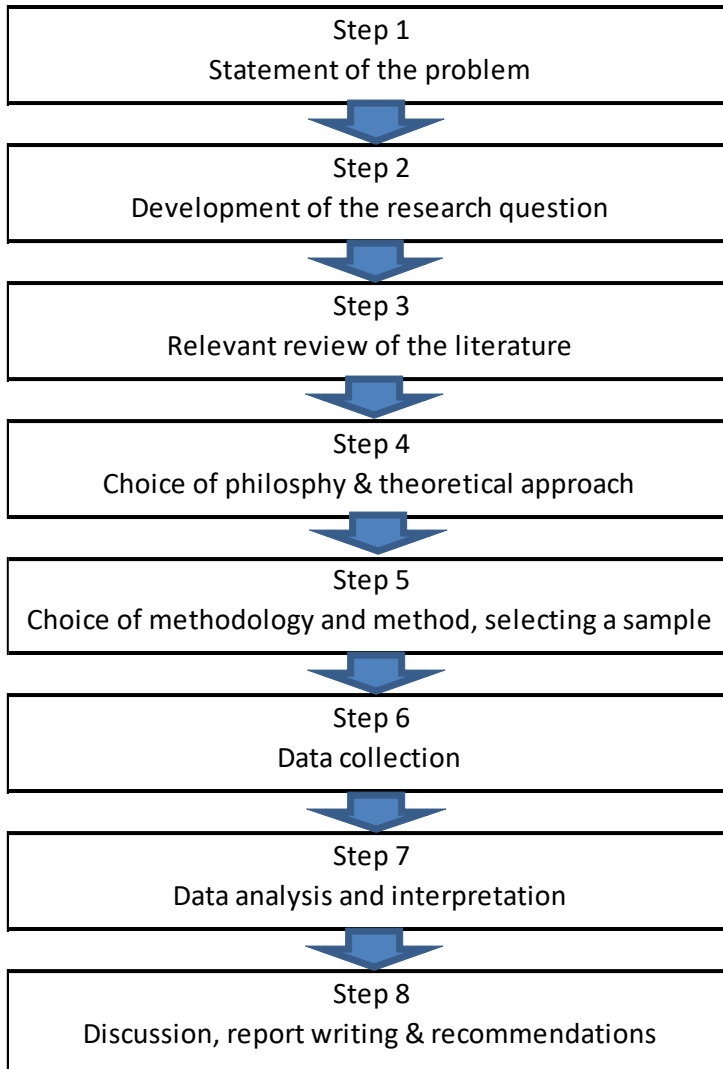 Step 1
Statement of the problem
Step 2
Development of the research question
Step 3
Relevant review of the literature
Step 4
Choice of philosphy & theoretical approach
Step 5
Choice of methodology and method, selecting a sample
Step 6
Data collection
Step 7
Data analysis and interpretation
Step 8
Discussion, report writing & recommendations